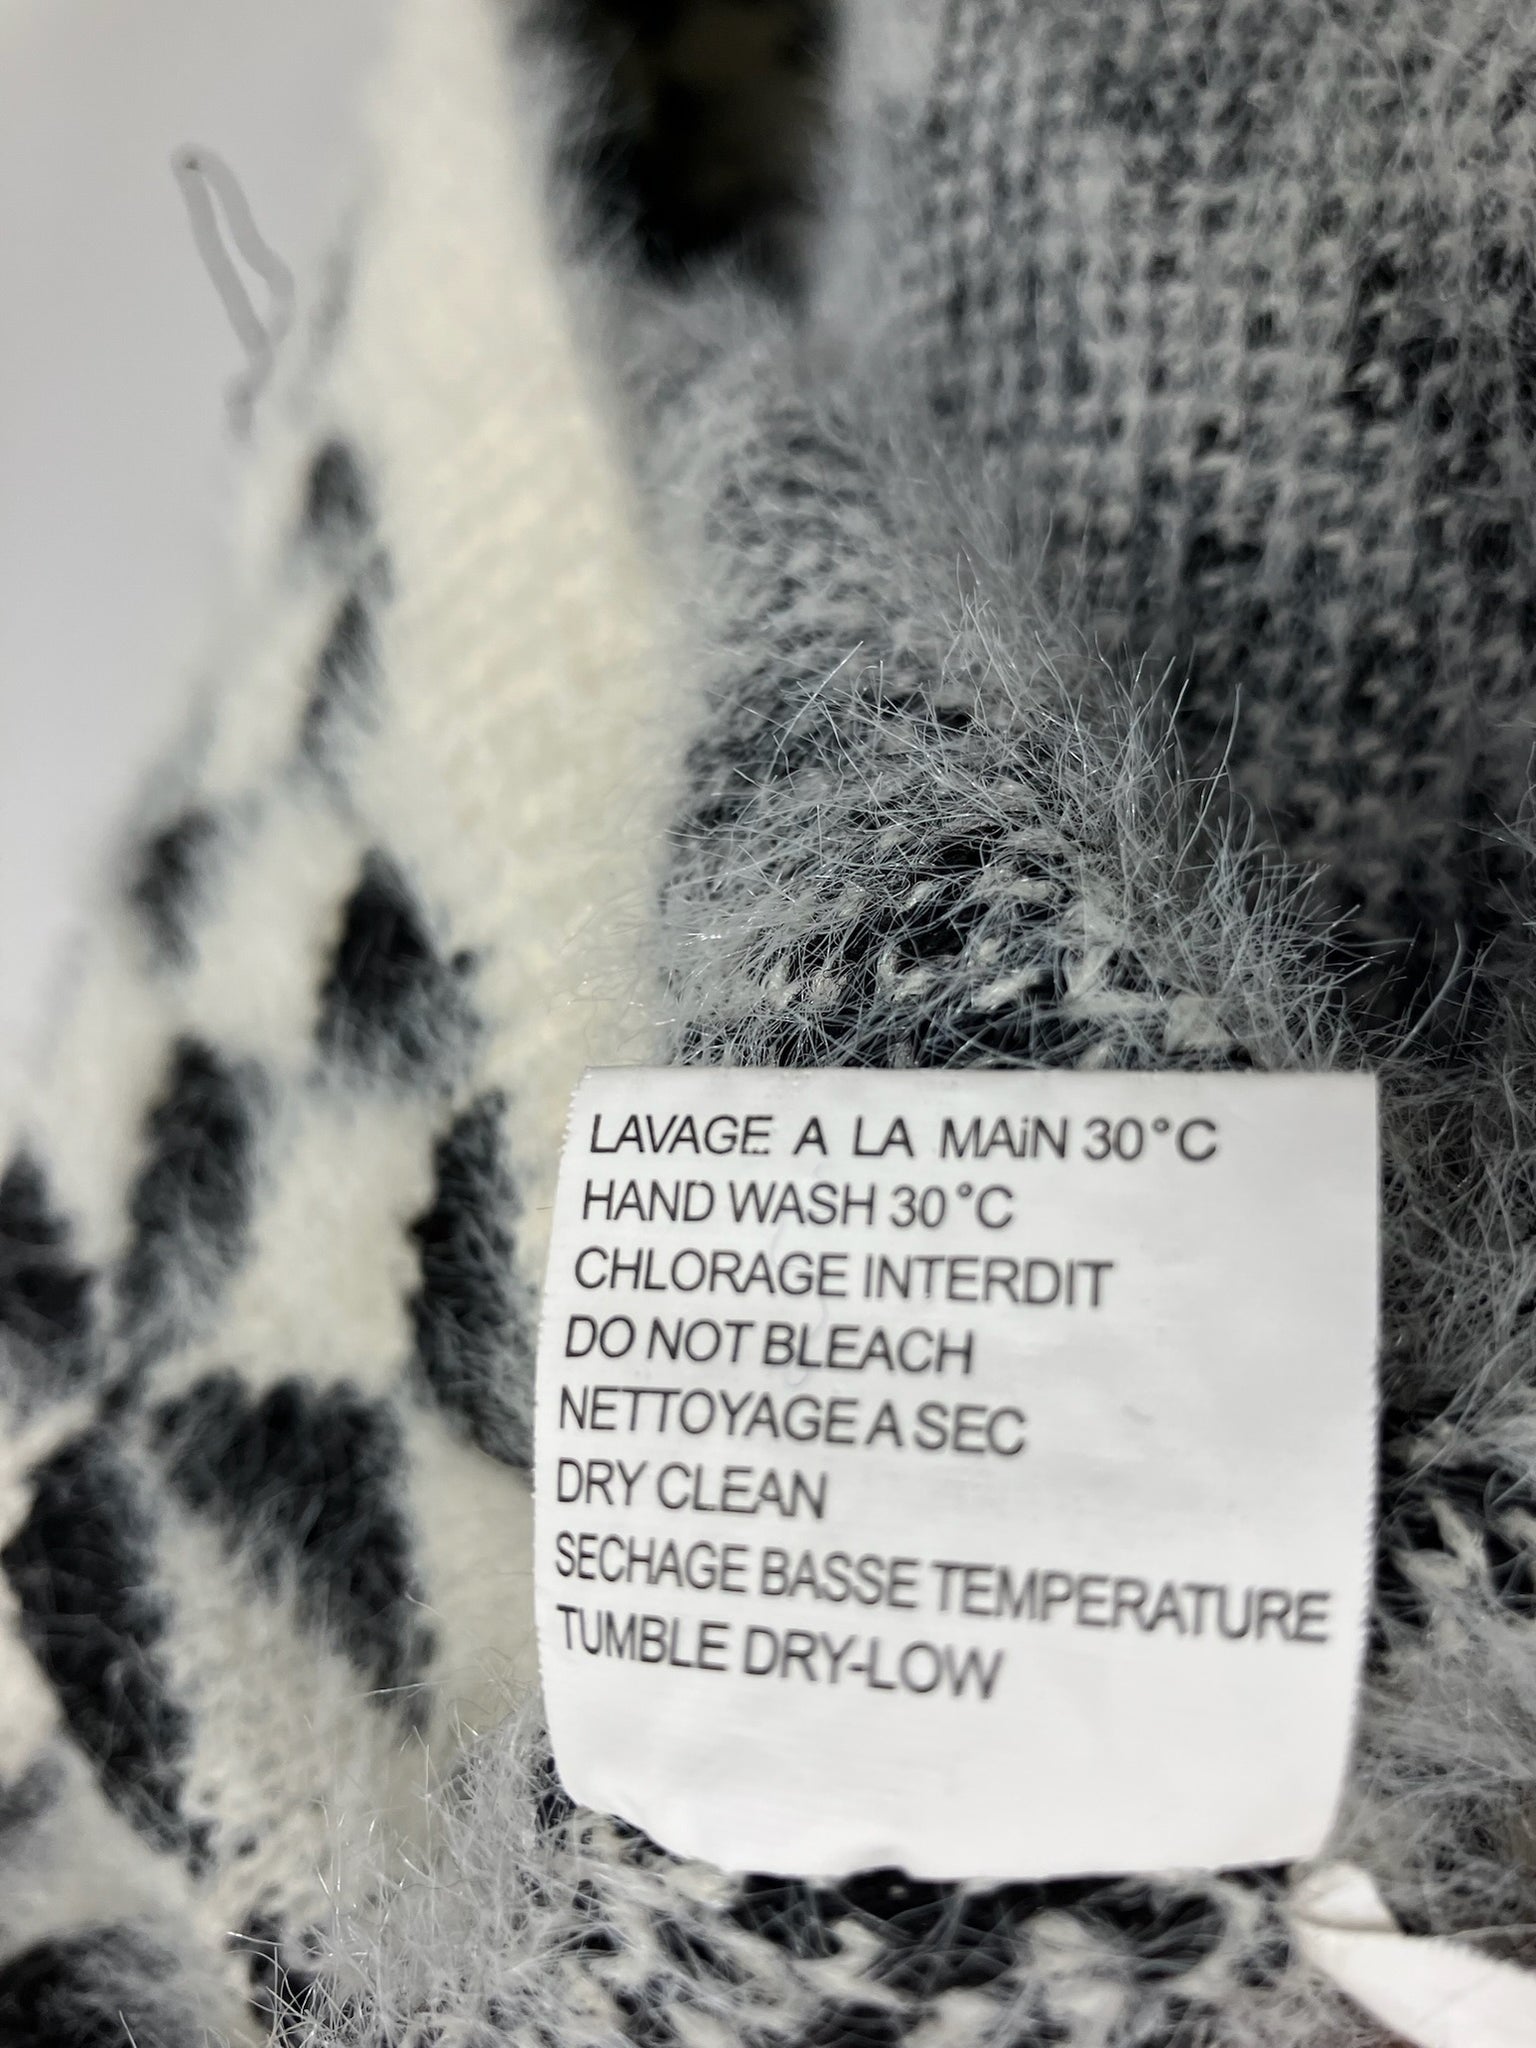 LAVAGE A LA MAiN 30°C
HAND WASH 30°C
CHLORAGE INTERDIT
DO NOT BLEACH
NETTOYAGE A SEC
DRY CLEAN
SECHAGE BASSE TEMPERATURE
TUMBLE DRY-LOW